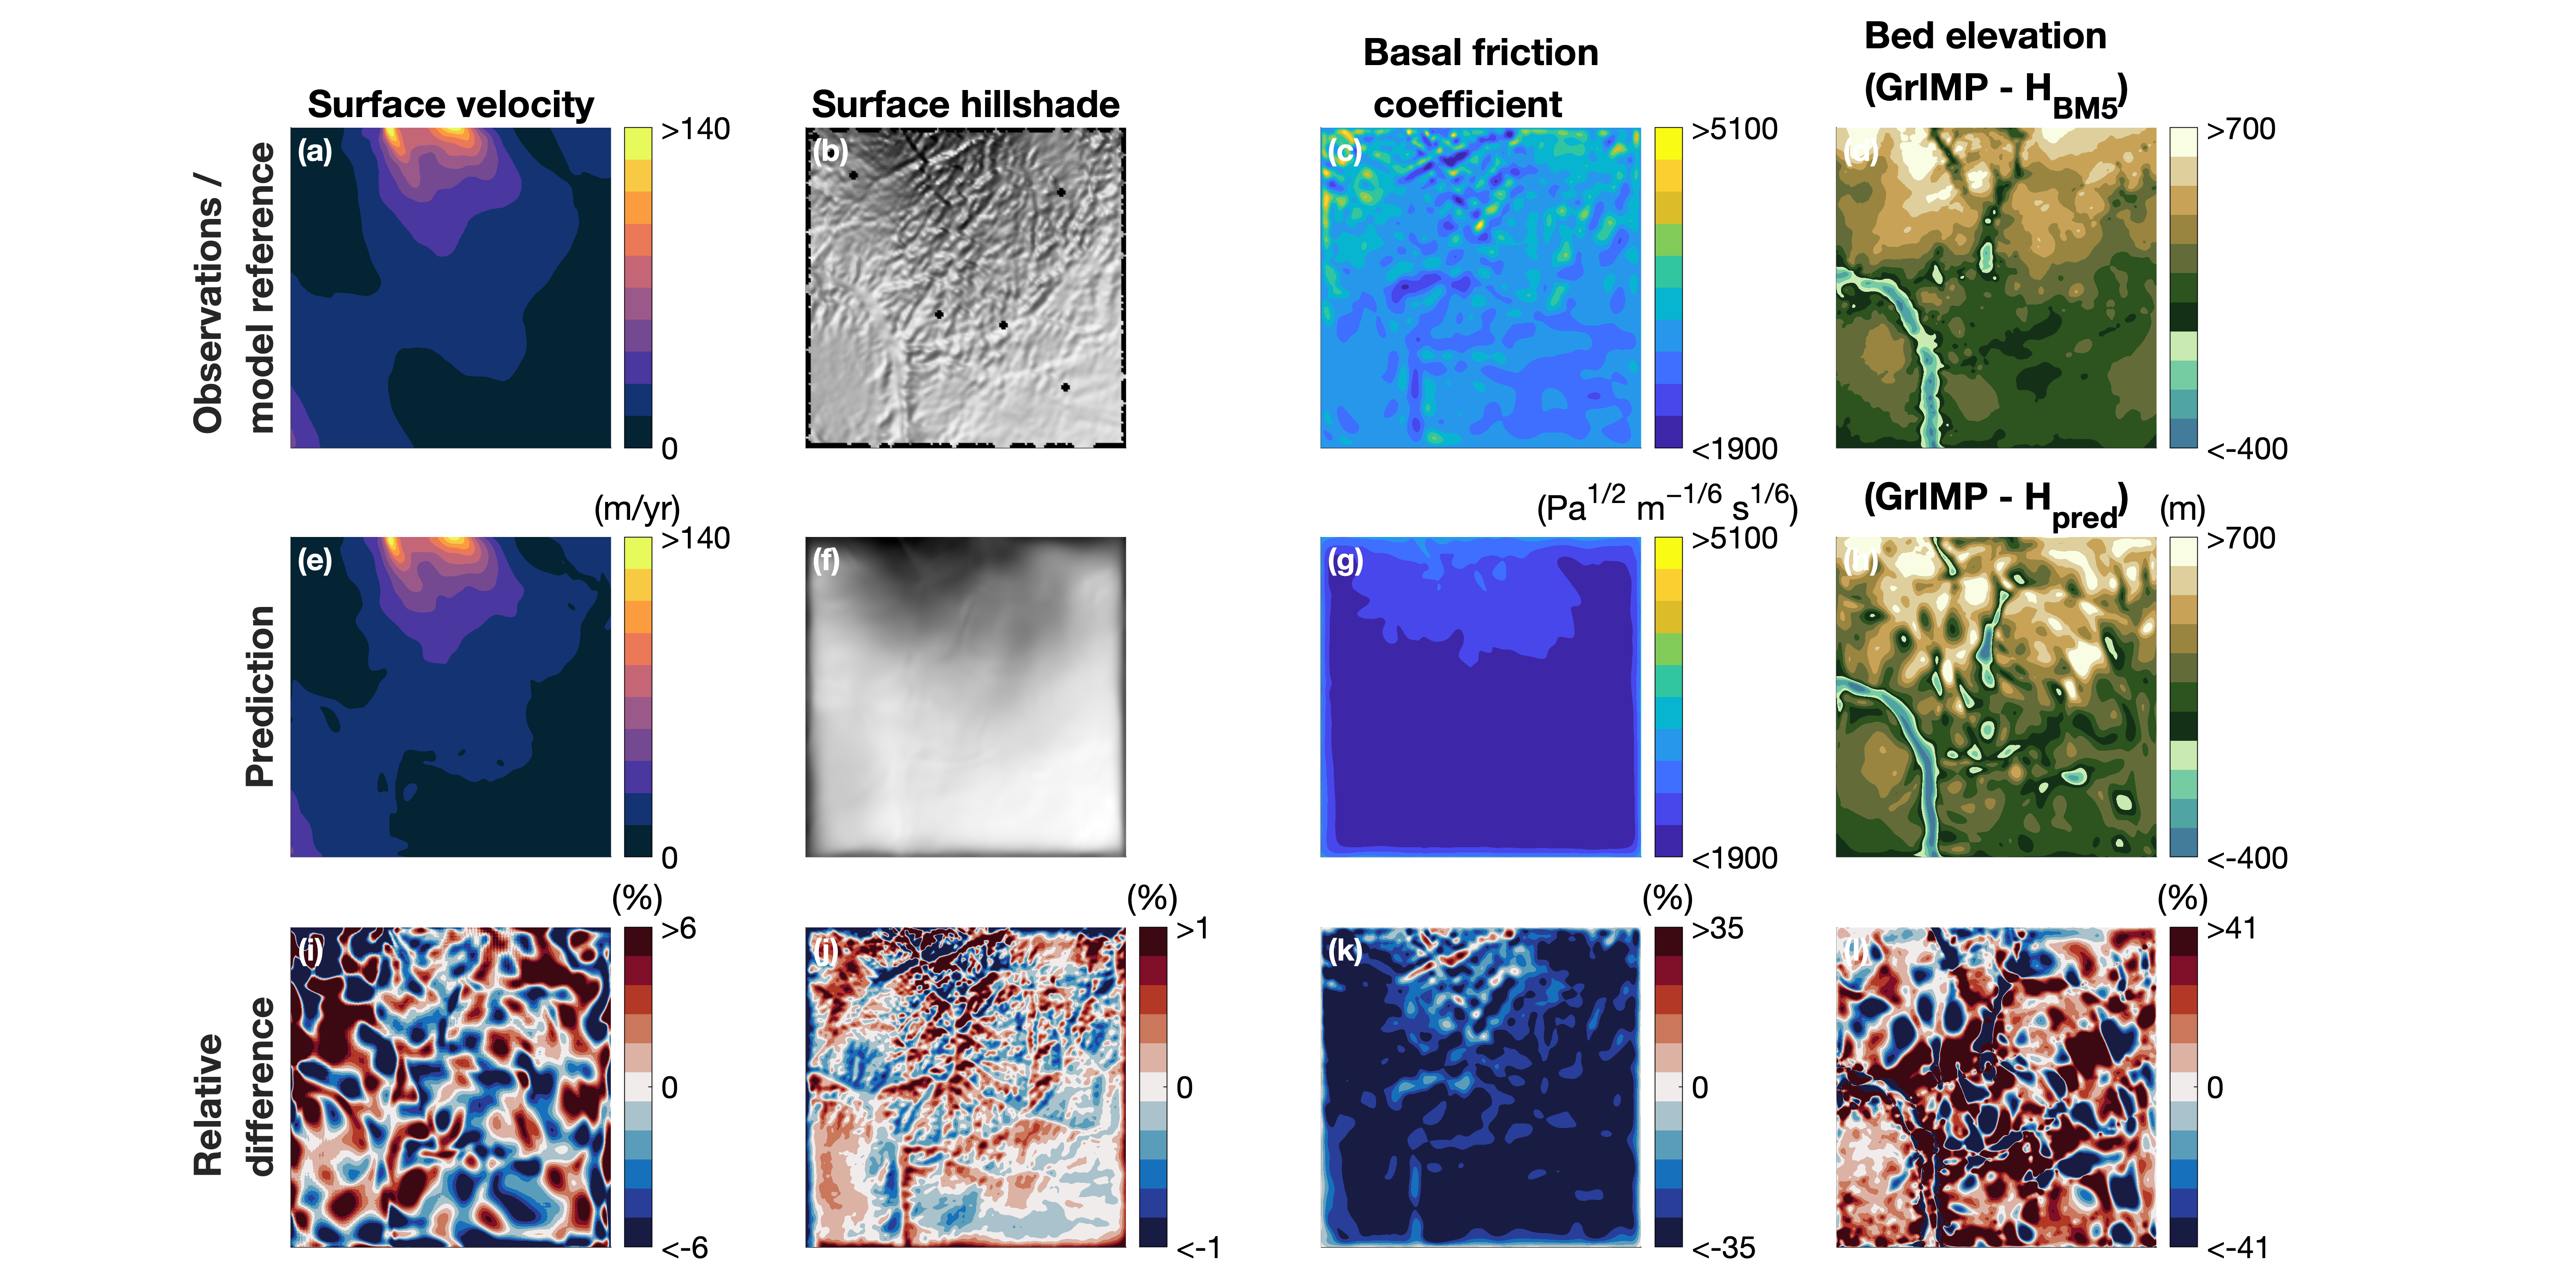 Surface velocity
Surface hillshade
Basal friction
coefficient
Bed elevation
(GrIMP - H_BM5)
Observations /
model reference
(a)
>140
0
(b)
(c)
>5100
<1900
(d)
>700
<-400
(m/yr)
(Pa^1/2 m^−1/6 s^1/6)
(GrIMP - H_pred)
(m)
Prediction
(e)
>140
0
(f)
(g)
>5100
<1900
(h)
>700
<-400
Relative
difference
(%)
(i)
>6
0
<-6
(%)
(j)
>1
0
<-1
(%)
(k)
>35
0
<-35
(%)
(l)
>41
0
<-41